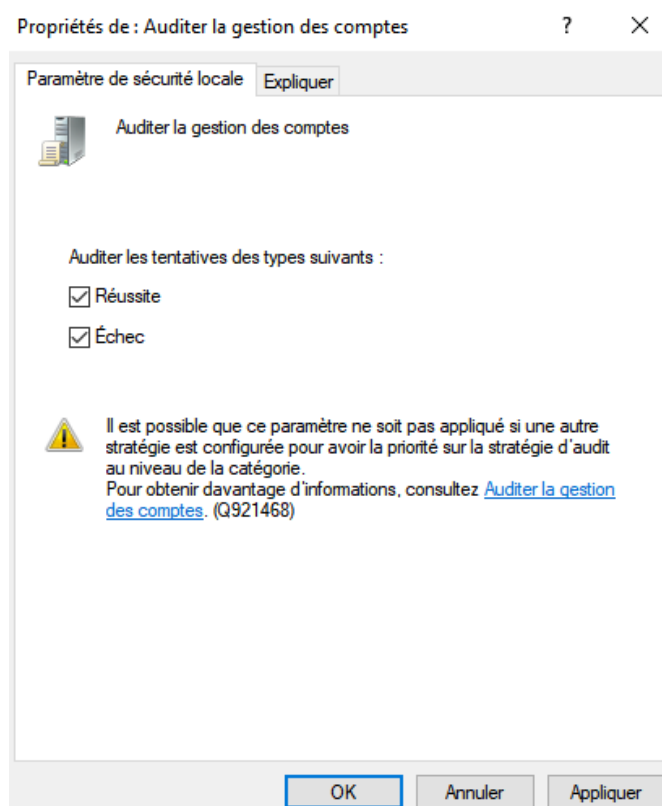 Propriétés de : Auditer la gestion des comptes ? ×
Paramètre de sécurité locale Expliquer
Auditer la gestion des comptes
Auditer les tentatives des types suivants :
Réussite
Échec
Il est possible que ce paramètre ne soit pas appliqué si une autre
stratégie est configurée pour avoir la priorité sur la stratégie d'audit
au niveau de la catégorie.
Pour obtenir davantage d'informations, consultez Auditer la gestion
des comptes. (Q921468)
OK Annuler Appliquer